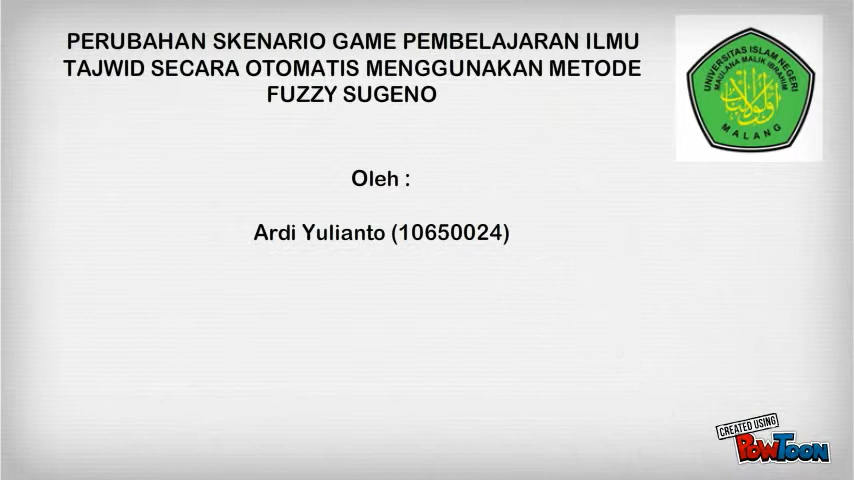 PERUBAHAN SKENARIO GAME PEMBELAJARAN ILMU
TAJWID SECARA OTOMATIS MENGGUNAKAN METODE
FUZZY SUGENO
UNIVERSITAS ISLAM NEGERI
MAULANA MALIK IBRAHIM
MALANG
Oleh :
Ardi Yulianto (10650024)
CREATED USING
POWTOON